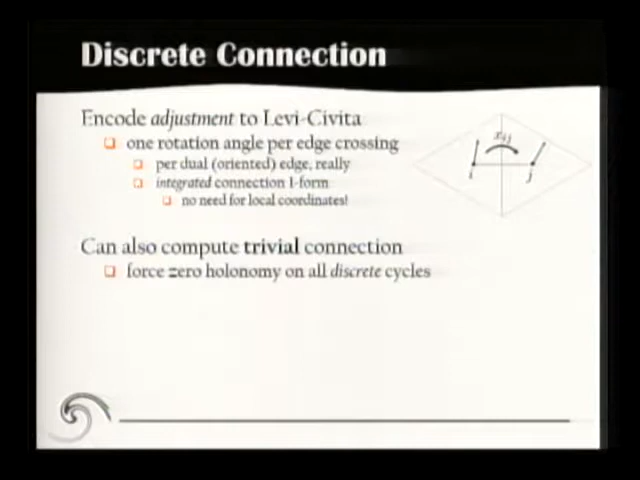 Discrete Connection
Encode adjustment to Levi-Civita
one rotation angle per edge crossing
per dual (oriented) edge, really
integrated connection 1-form
no need for local coordinates!
Can also compute trivial connection
force zero holonomy on all discrete cycles
x_ij
i
j